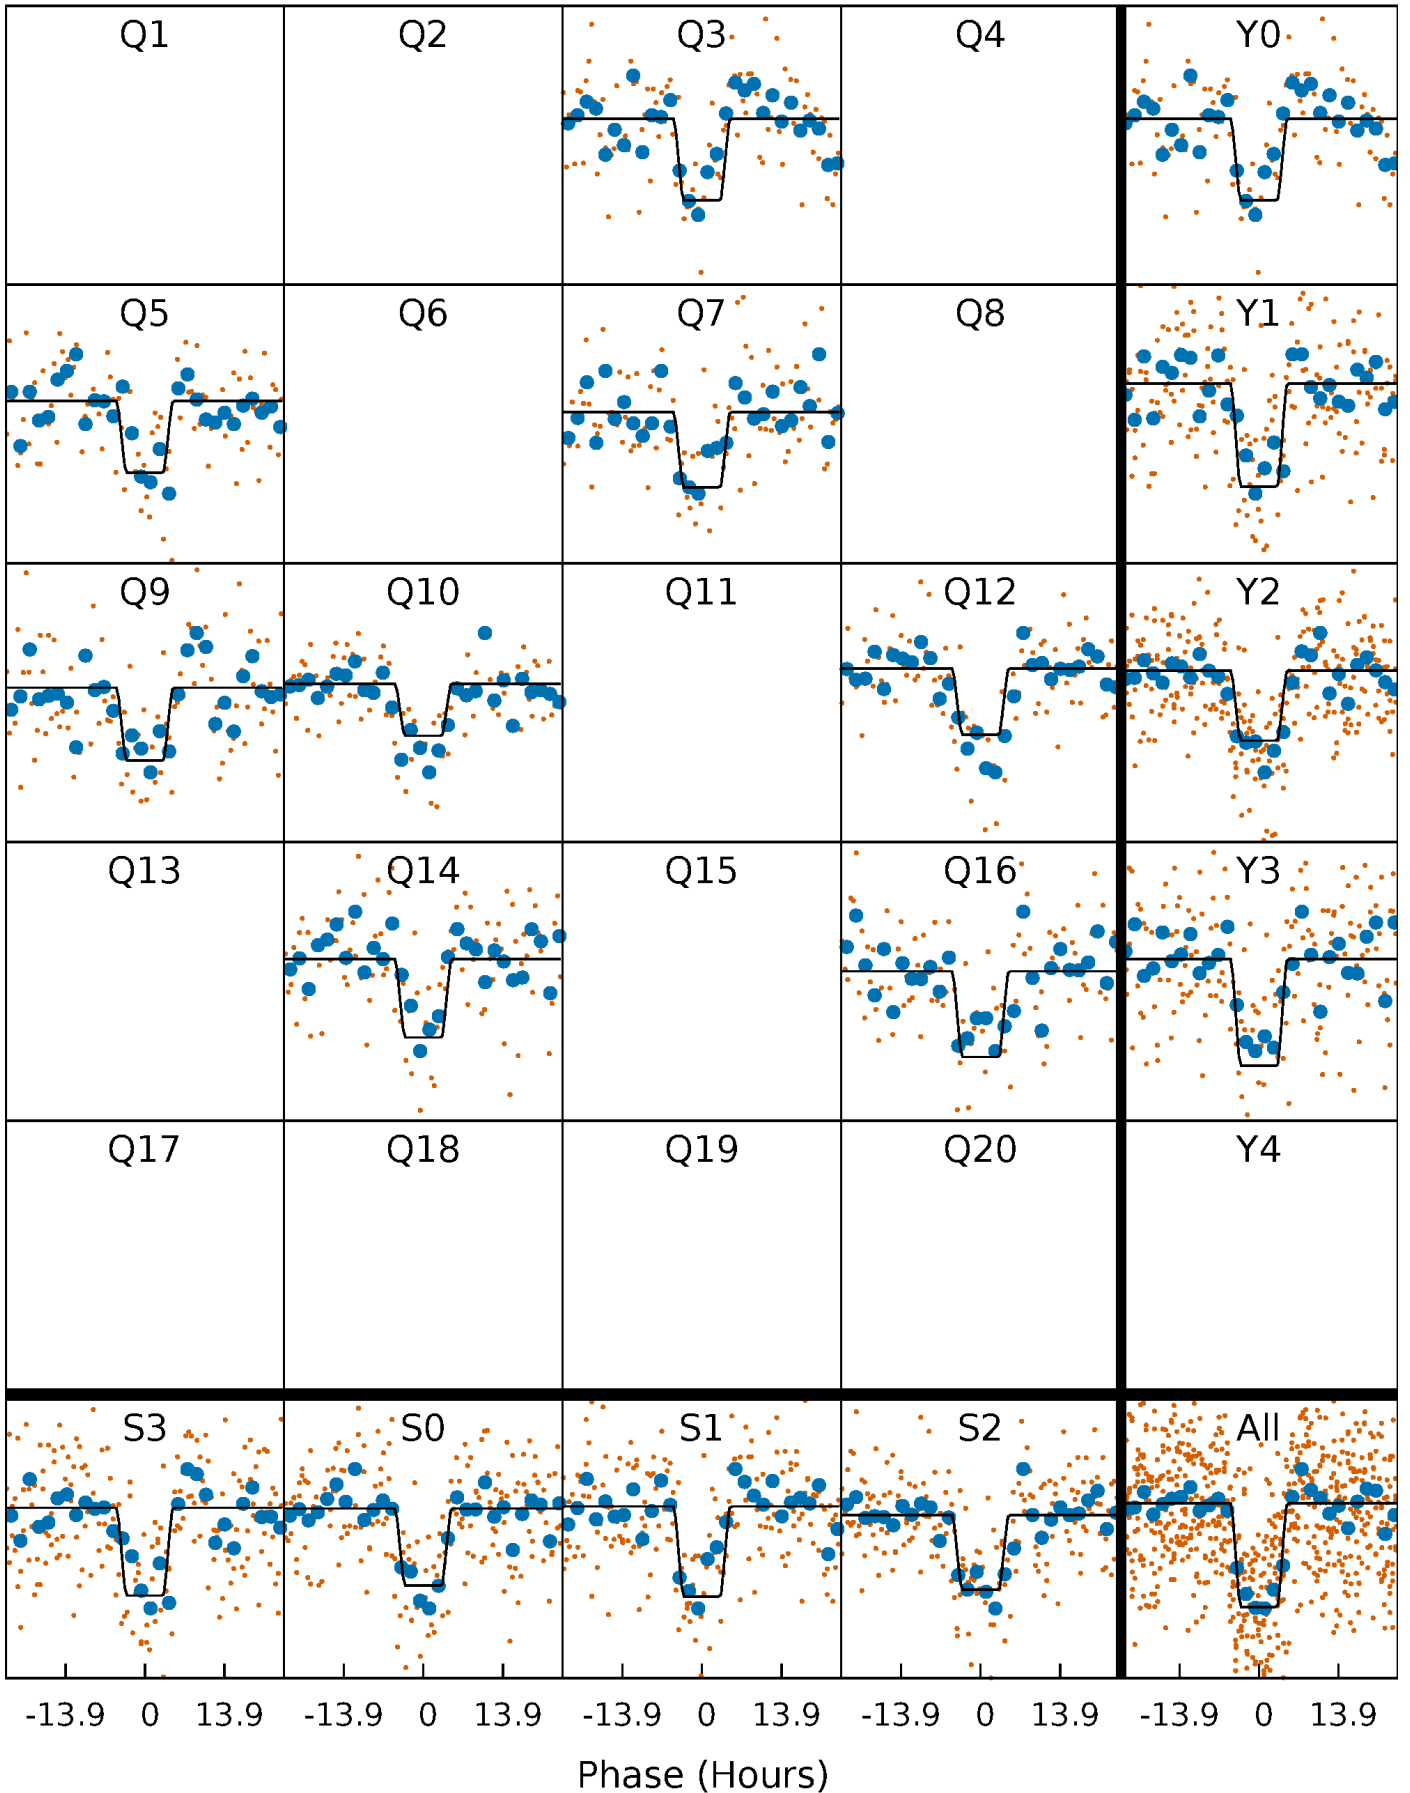 Q1 Q2 Q3 Q4 Y0
Q5 Q6 Q7 Q8 Y1
Q9 Q10 Q11 Q12 Y2
Q13 Q14 Q15 Q16 Y3
Q17 Q18 Q19 Q20 Y4
S3 S0 S1 S2 All
-13.9 0 13.9 -13.9 0 13.9 -13.9 0 13.9 -13.9 0 13.9 -13.9 0 13.9
Phase (Hours)